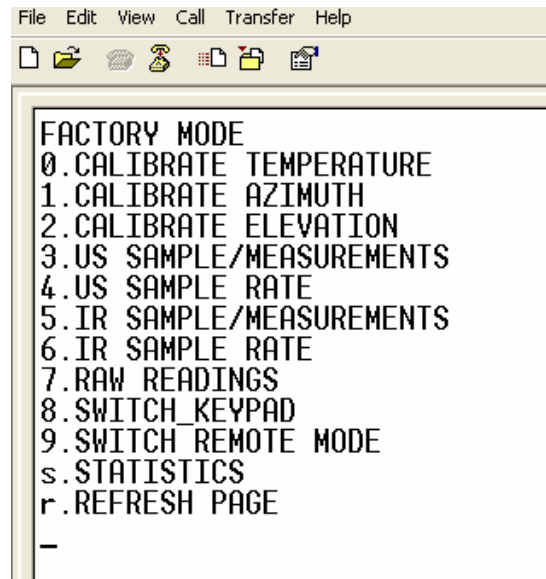 File Edit View Call Transfer Help
FACTORY MODE
0.CALIBRATE TEMPERATURE
1.CALIBRATE AZIMUTH
2.CALIBRATE ELEVATION
3.US SAMPLE/MEASUREMENTS
4.US SAMPLE RATE
5.IR SAMPLE/MEASUREMENTS
6.IR SAMPLE RATE
7.RAW READINGS
8.SWITCH_KEYPAD
9.SWITCH REMOTE MODE
s.STATISTICS
r.REFRESH PAGE
_